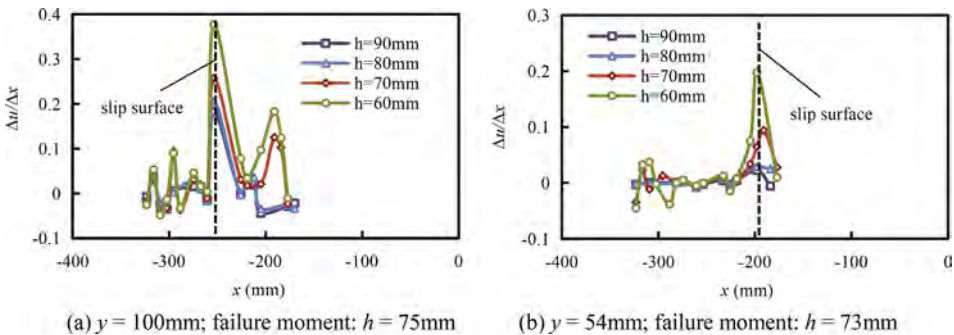 Δu/Δx
0.4
0.3
0.2
0.1
0
-0.1
-400
-300
-200
-100
0
x (mm)
h=90mm
h=80mm
h=70mm
h=60mm
slip surface
(a) y = 100mm; failure moment: h = 75mm
Δu/Δx
0.3
0.2
0.1
0
-0.1
-400
-300
-200
-100
0
x (mm)
h=90mm
h=80mm
h=70mm
h=60mm
slip surface
(b) y = 54mm; failure moment: h = 73mm